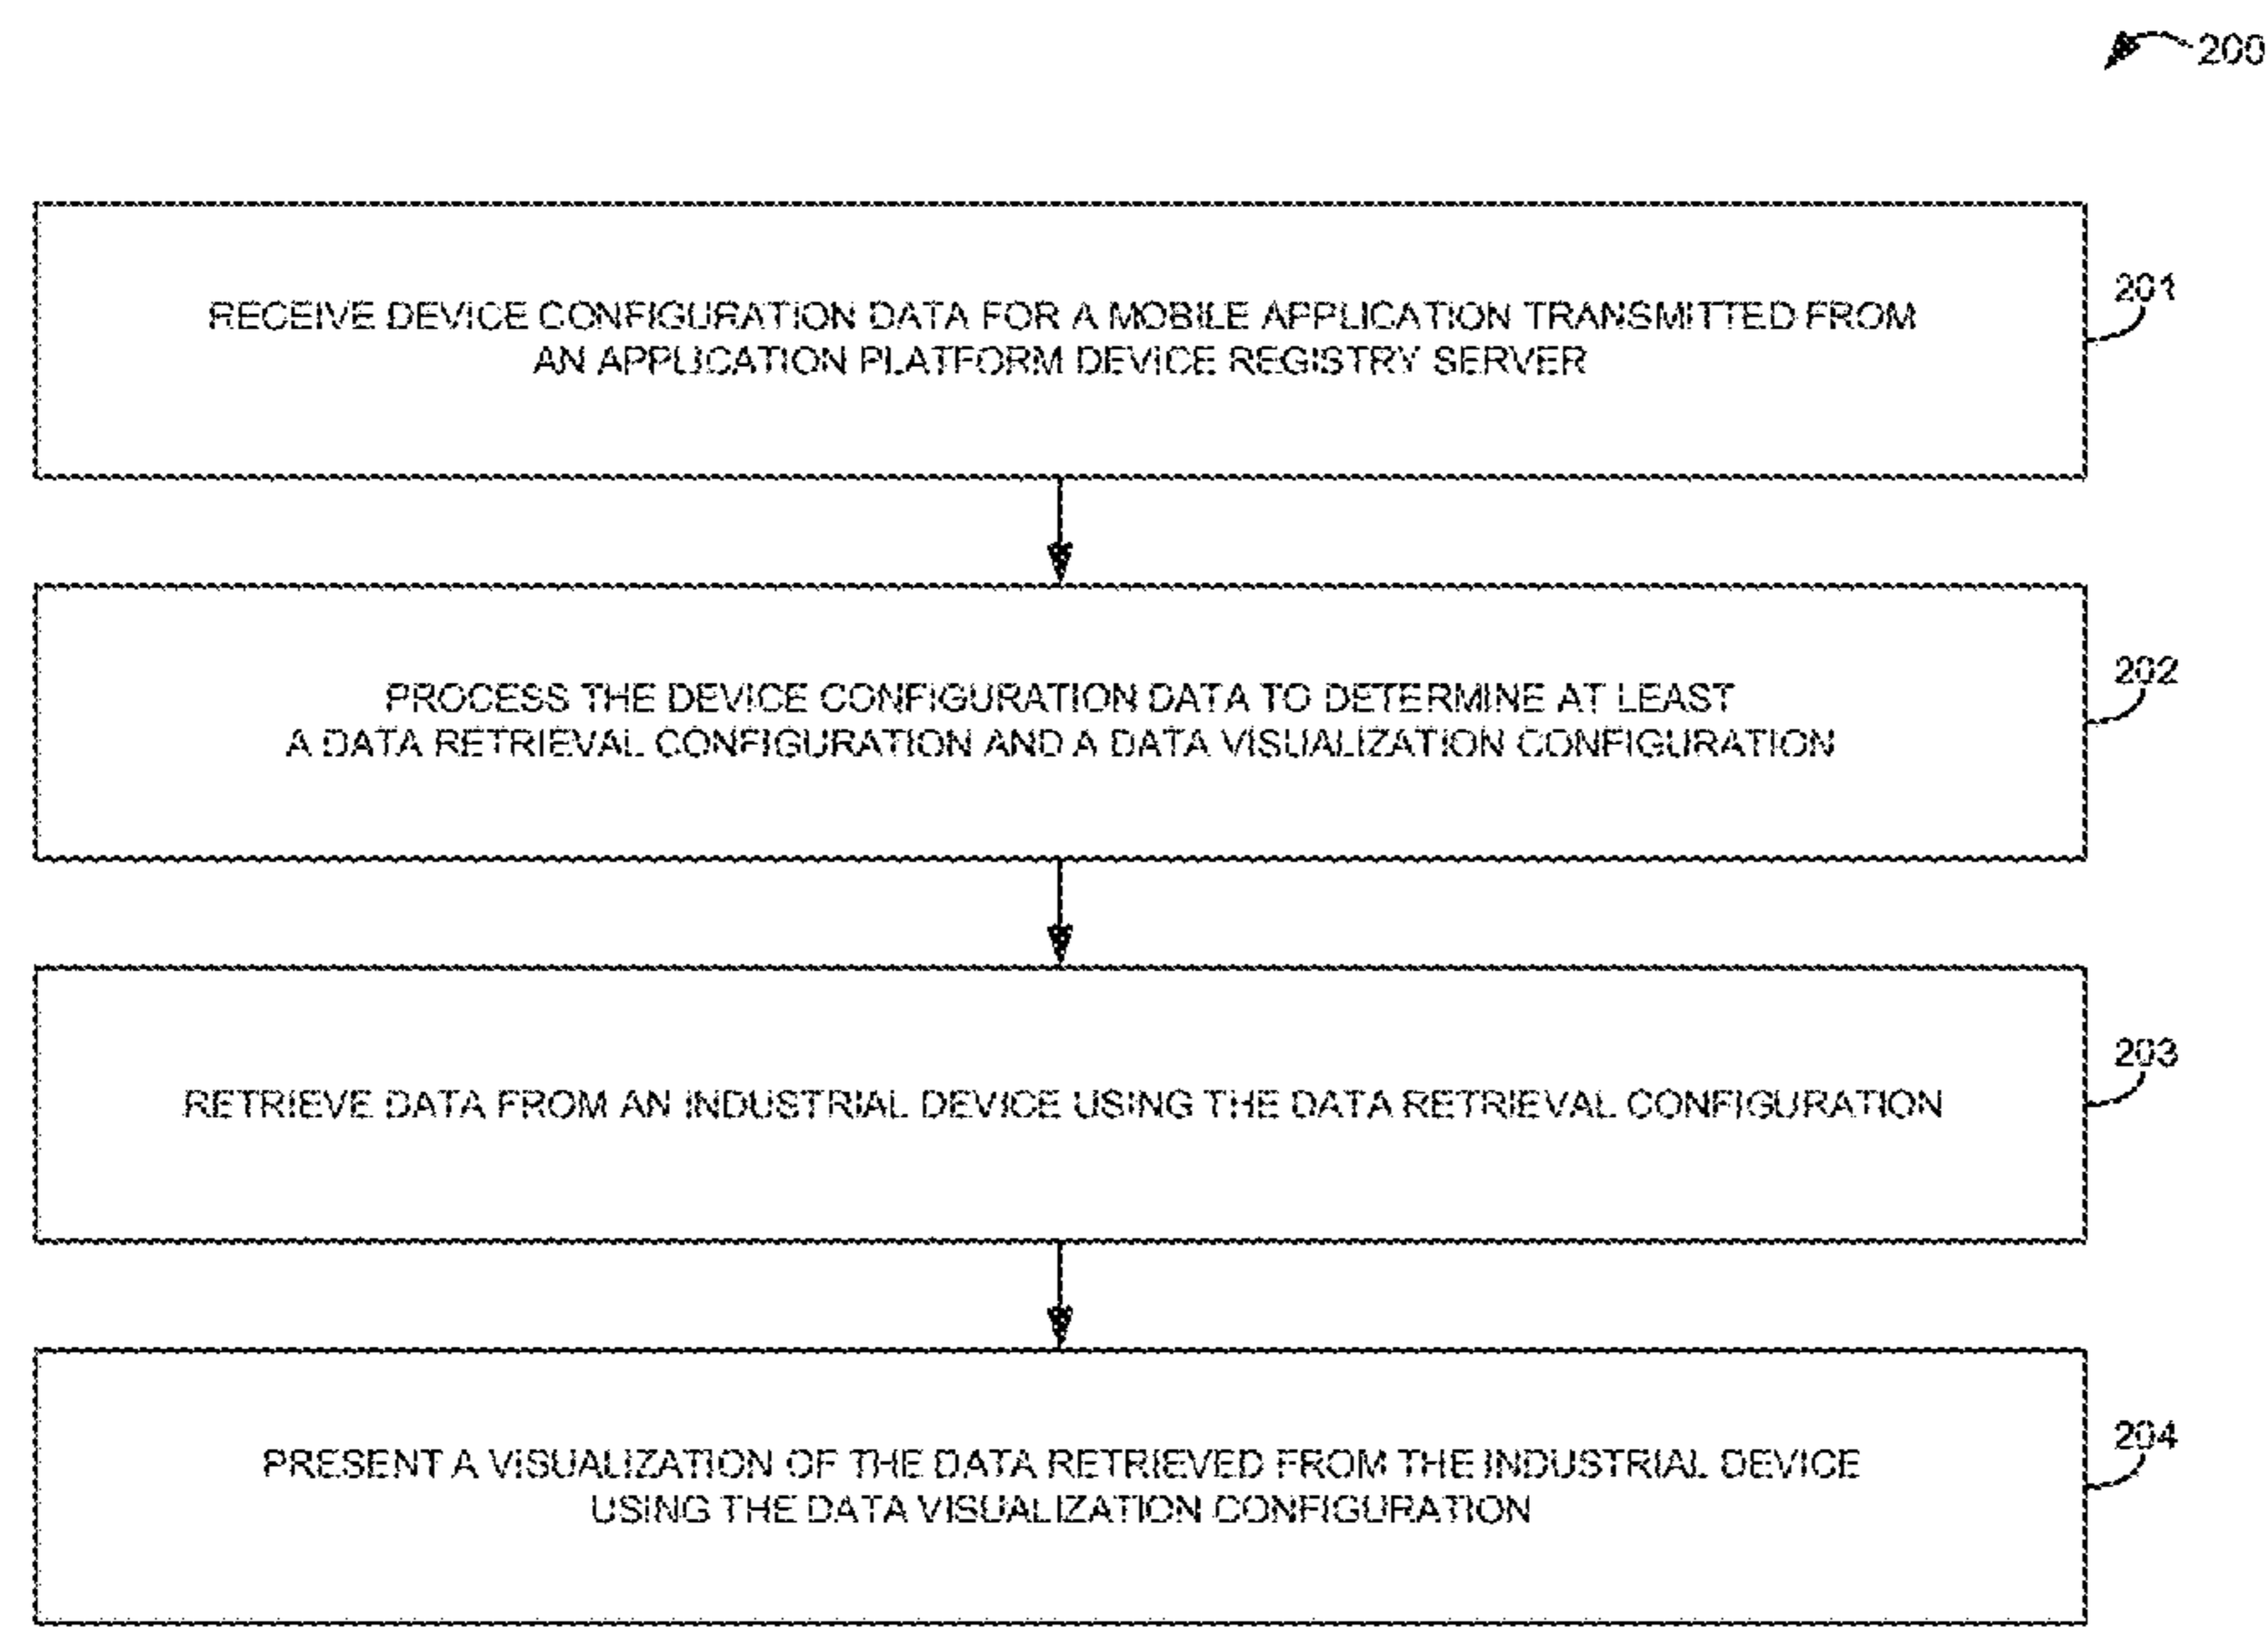 200
RECEIVE DEVICE CONFIGURATION DATA FOR A MOBILE APPLICATION TRANSMITTED FROM
AN APPLICATION PLATFORM DEVICE REGISTRY SERVER
201
PROCESS THE DEVICE CONFIGURATION DATA TO DETERMINE AT LEAST
A DATA RETRIEVAL CONFIGURATION AND A DATA VISUALIZATION CONFIGURATION
202
RETRIEVE DATA FROM AN INDUSTRIAL DEVICE USING THE DATA RETRIEVAL CONFIGURATION
203
PRESENT A VISUALIZATION OF THE DATA RETRIEVED FROM THE INDUSTRIAL DEVICE
USING THE DATA VISUALIZATION CONFIGURATION
204